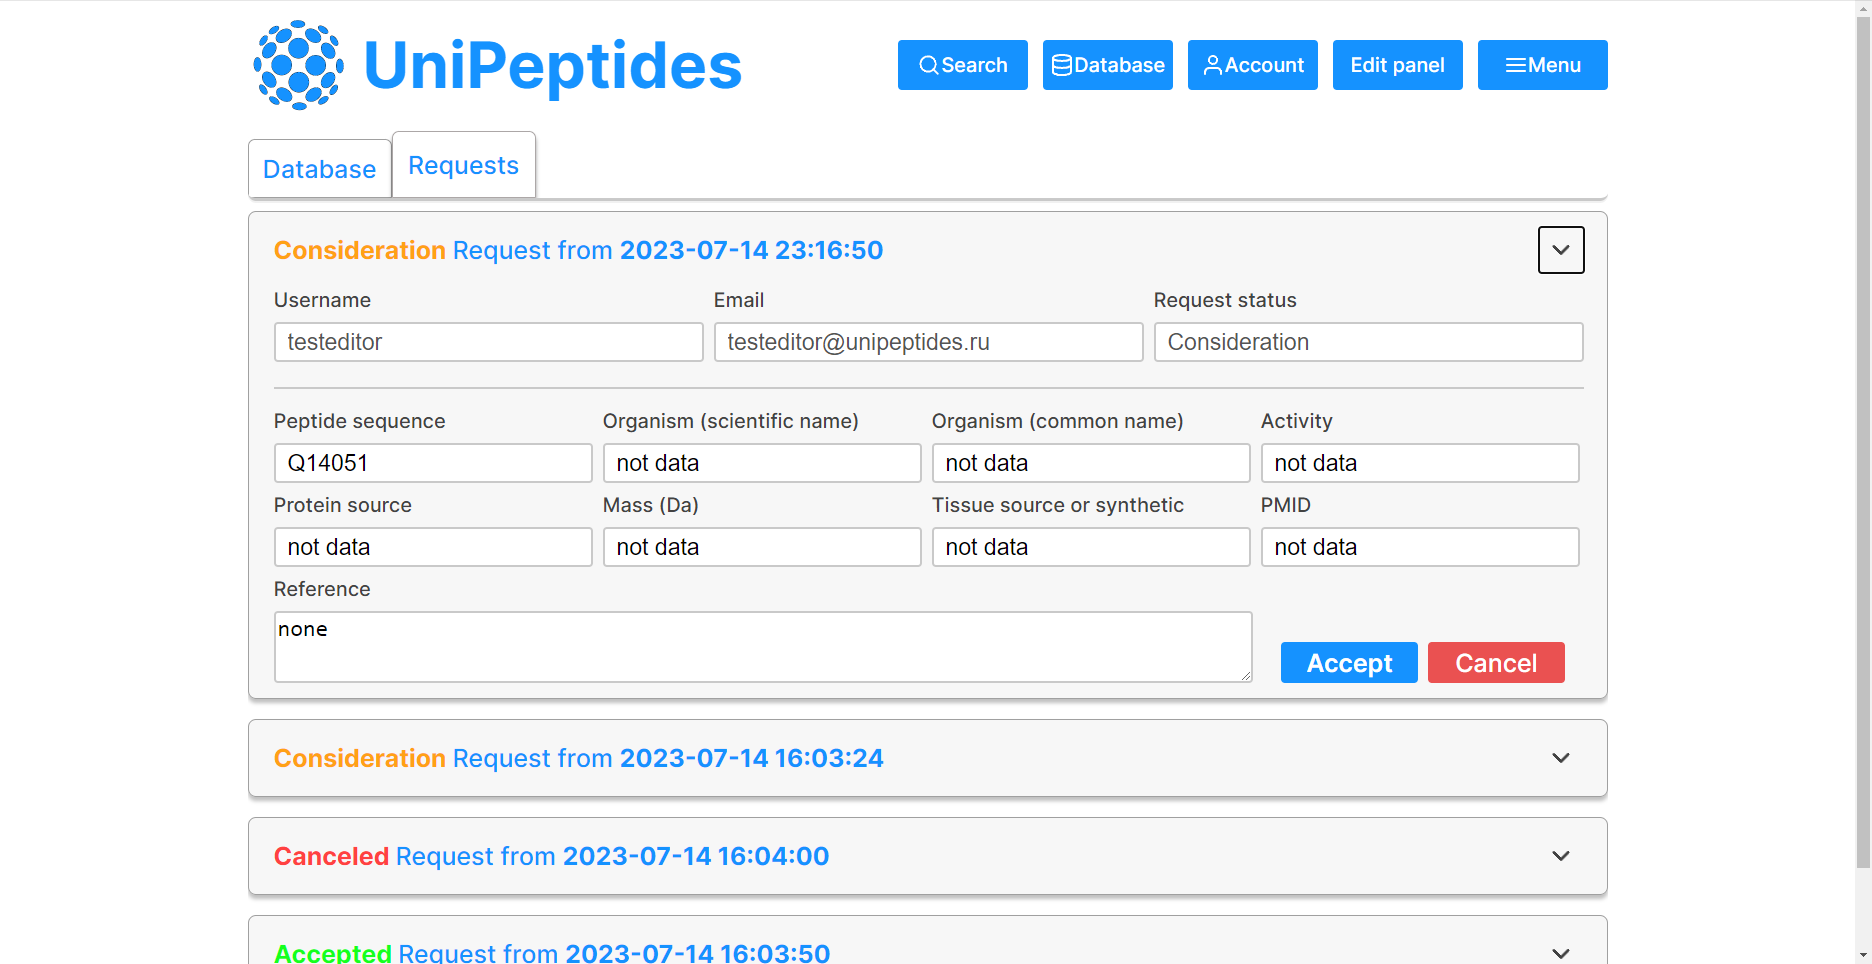 UniPeptides
Search Database Account Edit panel Menu
Database Requests
Consideration Request from 2023-07-14 23:16:50
Username Email Request status
testeditor testeditor@unipeptides.ru Consideration
Peptide sequence Organism (scientific name) Organism (common name) Activity
Q14051 not data not data not data
Protein source Mass (Da) Tissue source or synthetic PMID
not data not data not data not data
Reference
none
Accept Cancel
Consideration Request from 2023-07-14 16:03:24
Canceled Request from 2023-07-14 16:04:00
Accepted Request from 2023-07-14 16:03:50